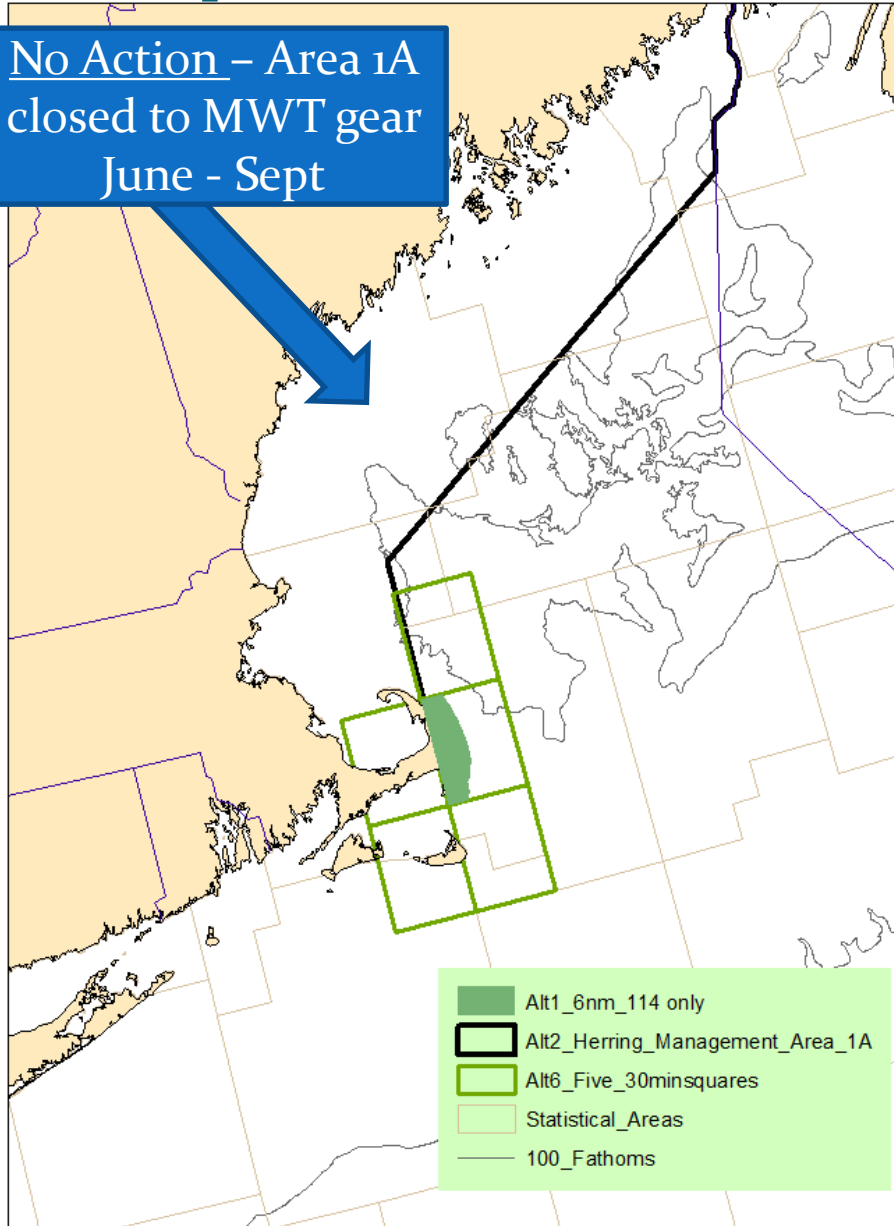 No Action – Area 1A
closed to MWT gear
June - Sept
Alt1_6nm_114 only
Alt2_Herring_Management_Area_1A
Alt6_Five_30minsquares
Statistical_Areas
100_Fathoms